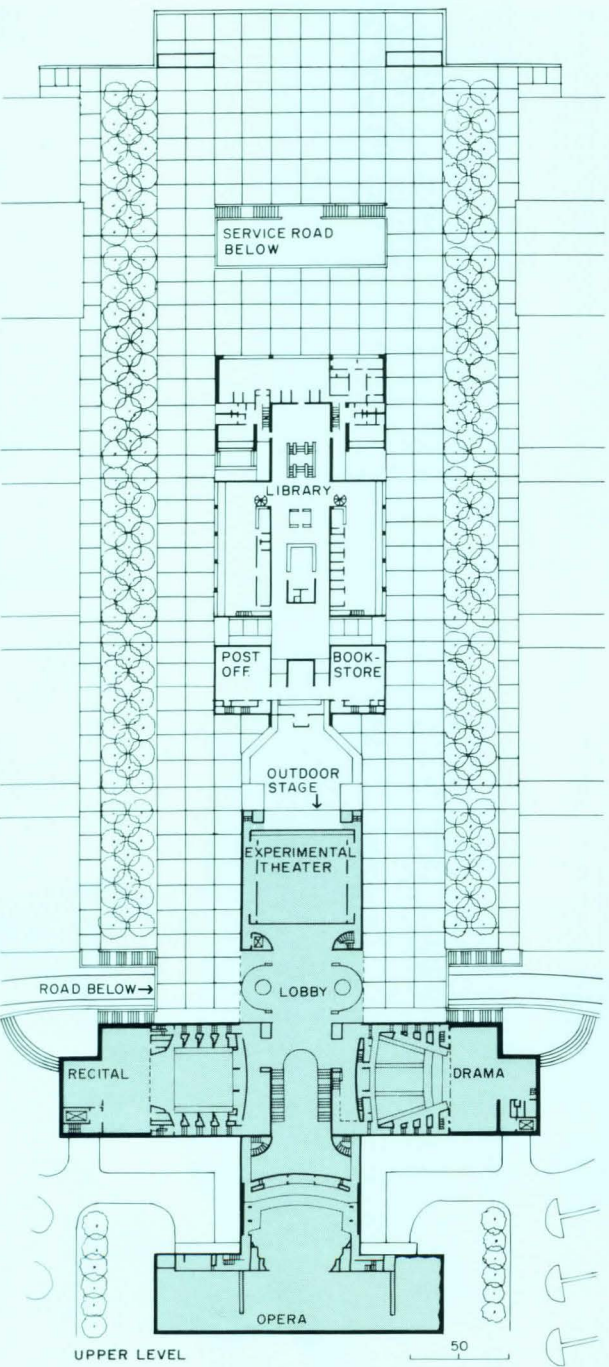 SERVICE ROAD
BELOW
LIBRARY
POST
OFF.
BOOK-
STORE
OUTDOOR
STAGE
EXPERIMENTAL
THEATER
ROAD BELOW
LOBBY
RECITAL
DRAMA
OPERA
UPPER LEVEL
50